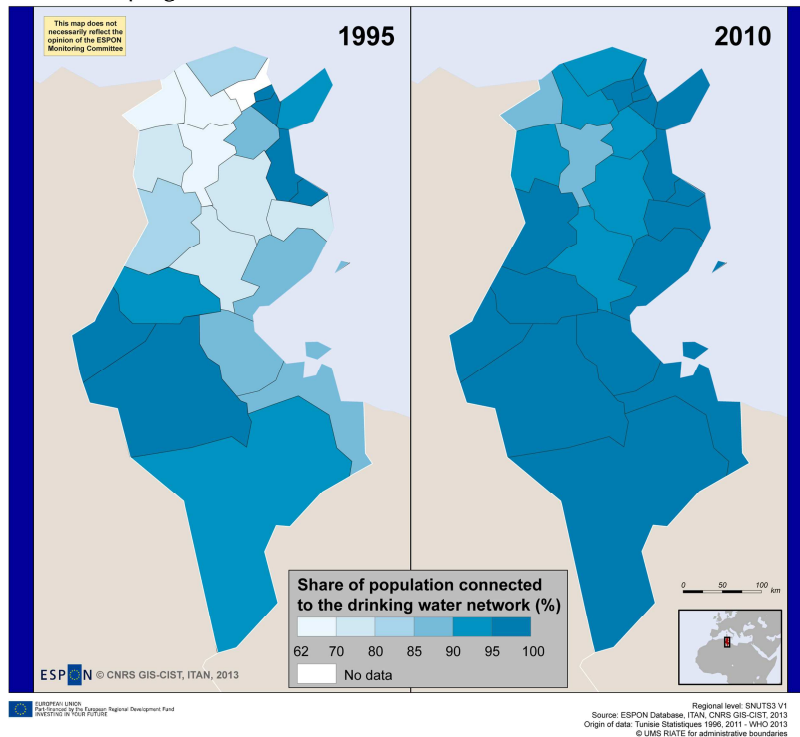 This map does not
necessarily reflect the
opinion of the ESPON
Monitoring Committee
1995
2010
Share of population connected
to the drinking water network (%)
62 70 80 85 90 95 100
No data
0 50 100 km
ESPON © CNRS GIS-CIST, ITAN, 2013
EUROPEAN UNION
Part-financed by the European Regional Development Fund
INVESTING IN YOUR FUTURE
Regional level: SNUTS3 V1
Source: ESPON Database, ITAN, CNRS GIS-CIST, 2013
Origin of data: Tunisie Statistiques 1996, 2011 - WHO 2013
© UMS RIATE for administrative boundaries